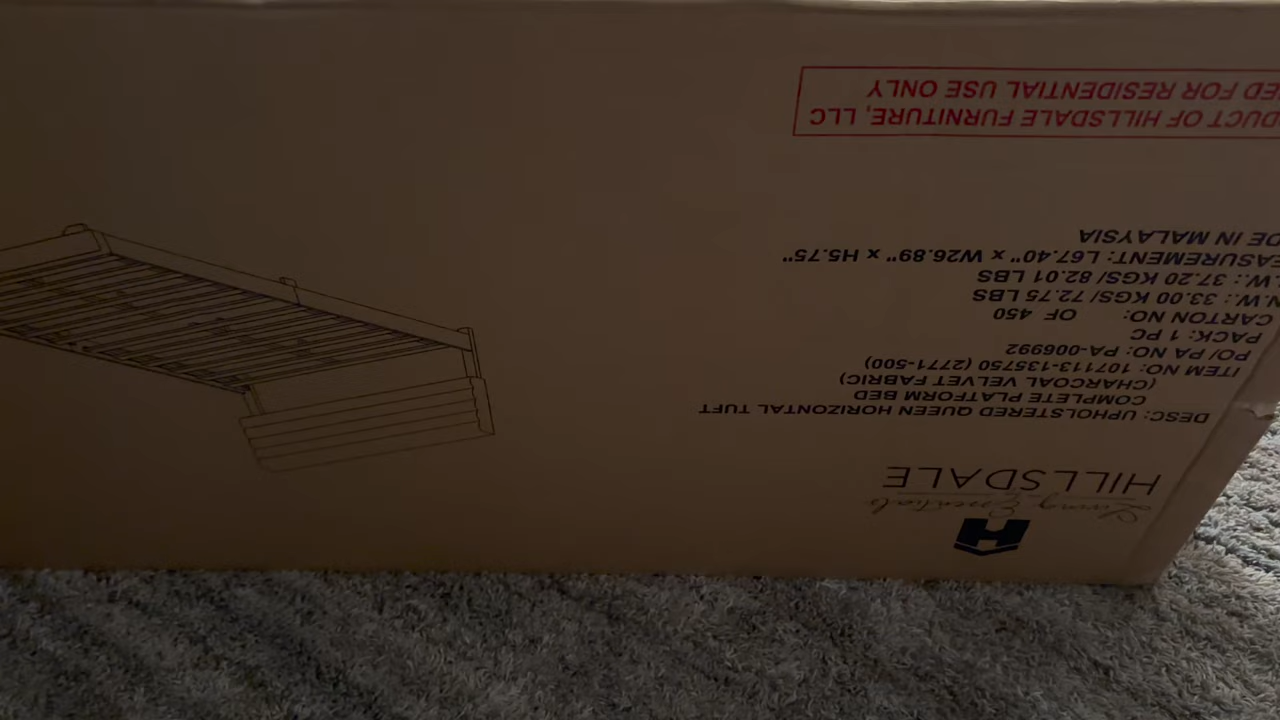 Living Essentials
HILLSDALE
DESC: UPHOLSTERED QUEEN HORIZONTAL TUFT
COMPLETE PLATFORM BED
(CHARCOAL VELVET FABRIC)
ITEM NO: 107113-135750 (2771-500)
PO/ PA NO: PA-006992
PACK: 1 PC
CARTON NO: OF 450
N.W.: 33.00 KGS/ 72.75 LBS
.W.: 37.20 KGS/ 82.01 LBS
EASUREMENT: L67.40" x W26.89" x H5.75"
DE IN MALAYSIA
DUCT OF HILLSDALE FURNITURE, LLC
ED FOR RESIDENTIAL USE ONLY